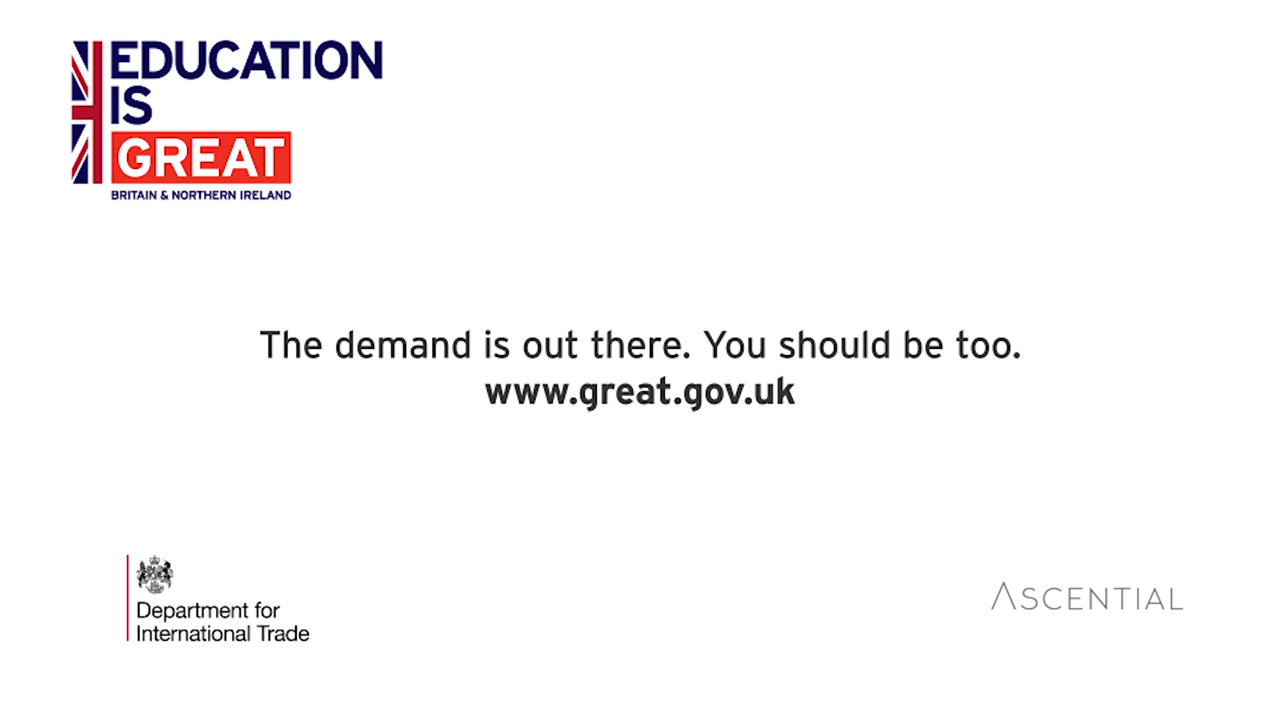 EDUCATION
IS
GREAT
BRITAIN & NORTHERN IRELAND
The demand is out there. You should be too.
www.great.gov.uk
Department for
International Trade
ASCENTIAL